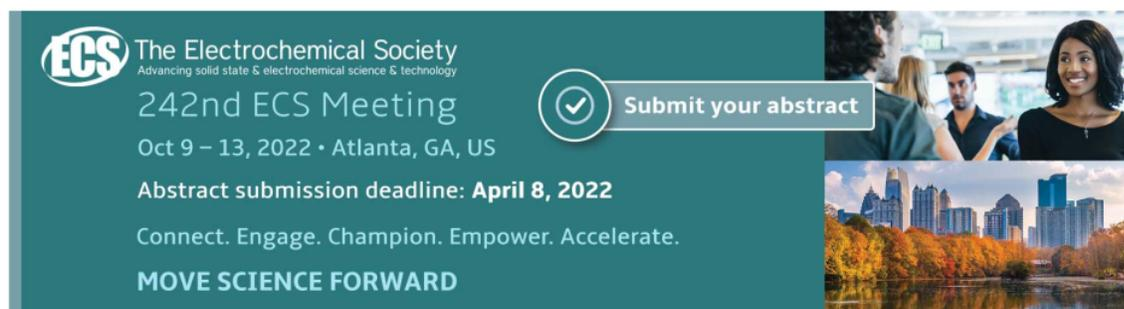 ECS The Electrochemical Society
Advancing solid state & electrochemical science & technology
242nd ECS Meeting
Oct 9 – 13, 2022 • Atlanta, GA, US
Abstract submission deadline: April 8, 2022
Connect. Engage. Champion. Empower. Accelerate.
MOVE SCIENCE FORWARD
Submit your abstract